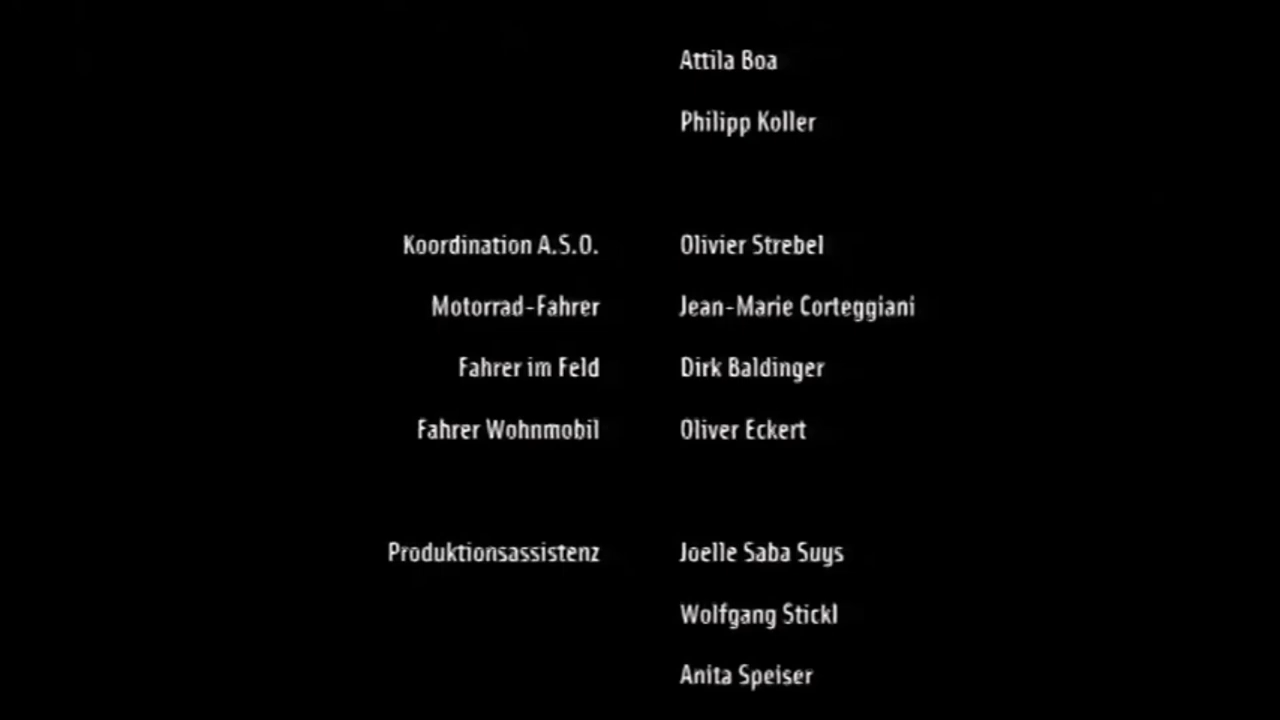 Attila Boa
Philipp Koller
Koordination A.S.O. Olivier Strebel
Motorrad-Fahrer Jean-Marie Corteggiani
Fahrer im Feld Dirk Baldinger
Fahrer Wohnmobil Oliver Eckert
Produktionsassistenz Joelle Saba Suys
Wolfgang Stickl
Anita Speiser